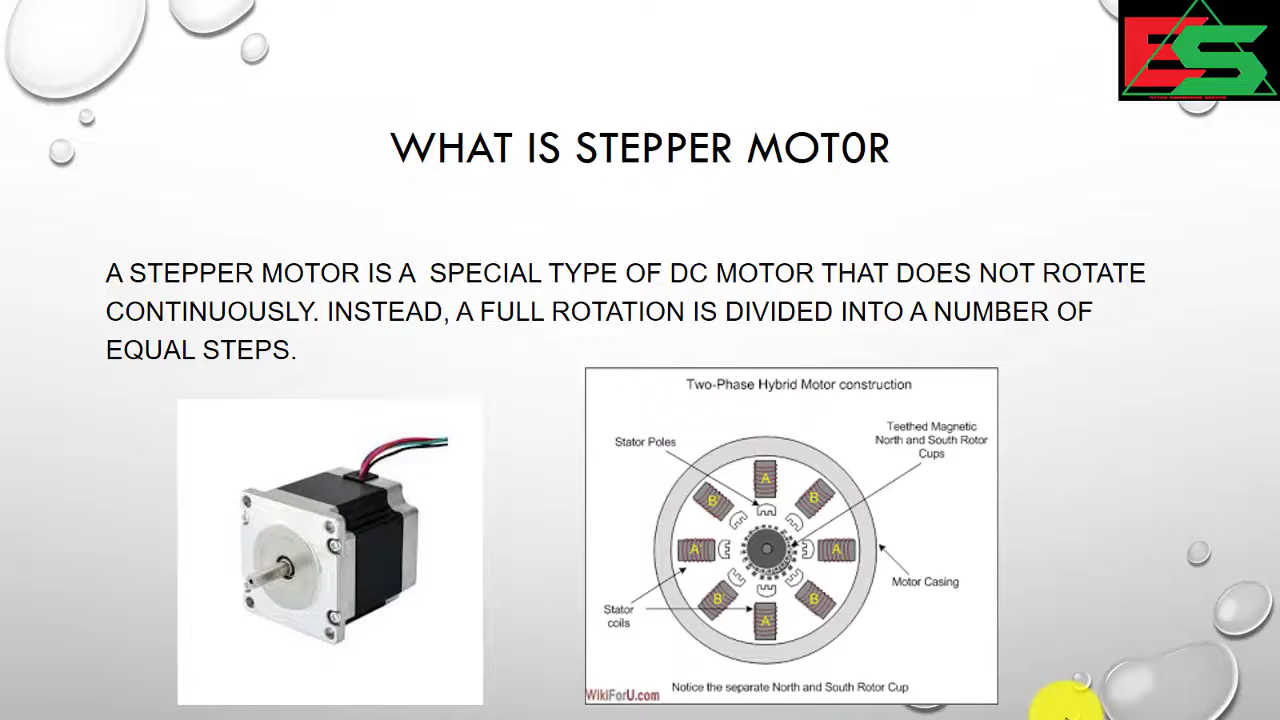 ES
WHAT IS STEPPER MOT0R
A STEPPER MOTOR IS A SPECIAL TYPE OF DC MOTOR THAT DOES NOT ROTATE
CONTINUOUSLY. INSTEAD, A FULL ROTATION IS DIVIDED INTO A NUMBER OF
EQUAL STEPS.
Two-Phase Hybrid Motor construction
Teethed Magnetic
North and South Rotor
Cups
Stator Poles
A
B
B
A'
A
Motor Casing
B'
B
Stator
coils
A'
Notice the separate North and South Rotor Cup
WikiForU.com